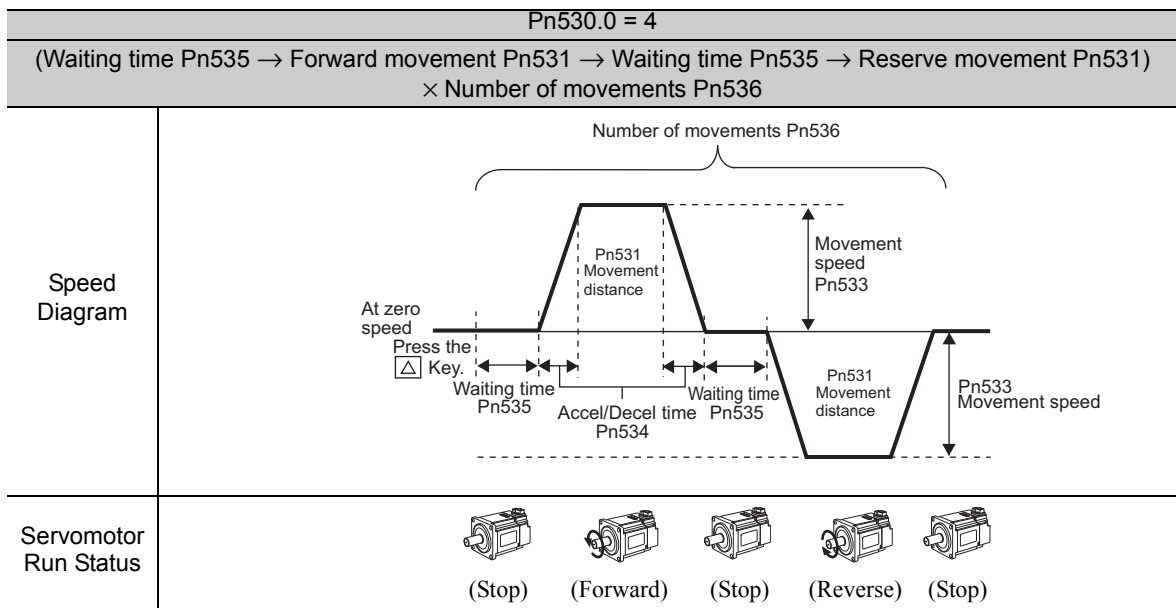 Pn530.0 = 4
(Waiting time Pn535 → Forward movement Pn531 → Waiting time Pn535 → Reserve movement Pn531)
× Number of movements Pn536
Speed
Diagram
Number of movements Pn536
Pn531
Movement
distance
Movement
speed
Pn533
At zero
speed
Press the
△ Key.
Waiting time
Pn535
Accel/Decel time
Pn534
Waiting time
Pn535
Pn531
Movement
distance
Pn533
Movement speed
Servomotor
Run Status
(Stop) (Forward) (Stop) (Reverse) (Stop)